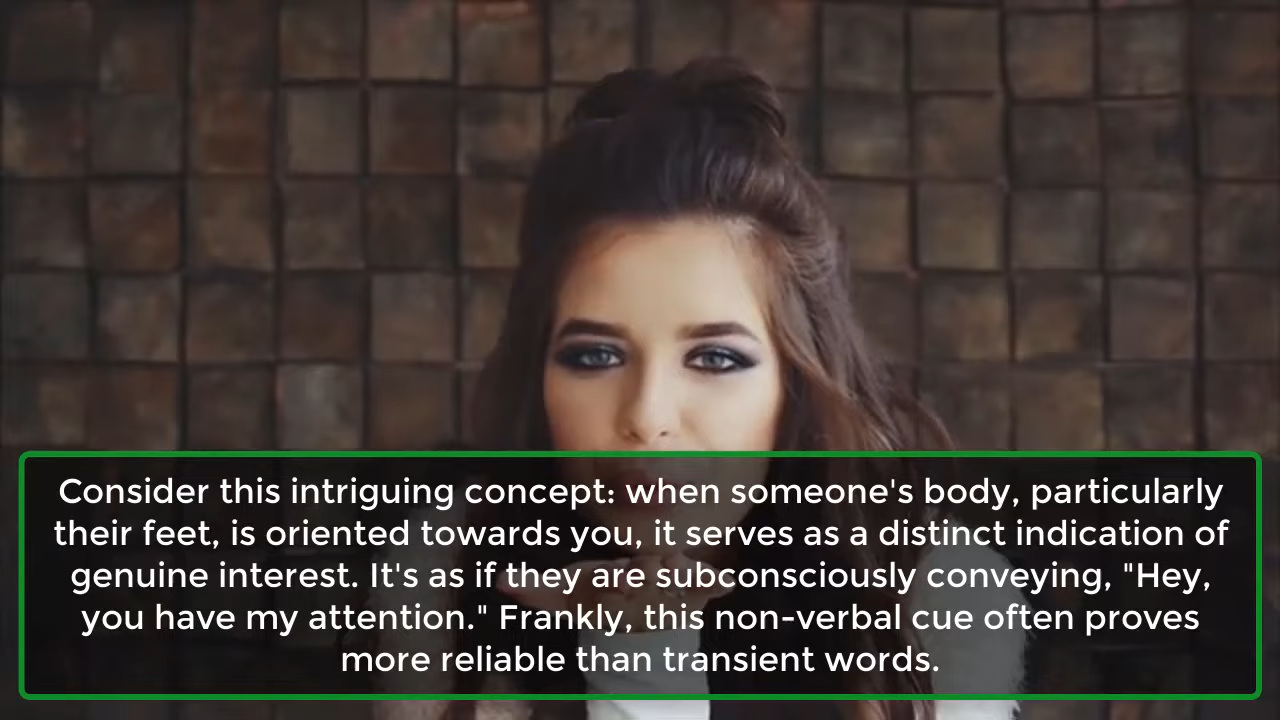 Consider this intriguing concept: when someone's body, particularly
their feet, is oriented towards you, it serves as a distinct indication of
genuine interest. It's as if they are subconsciously conveying, "Hey,
you have my attention." Frankly, this non-verbal cue often proves
more reliable than transient words.